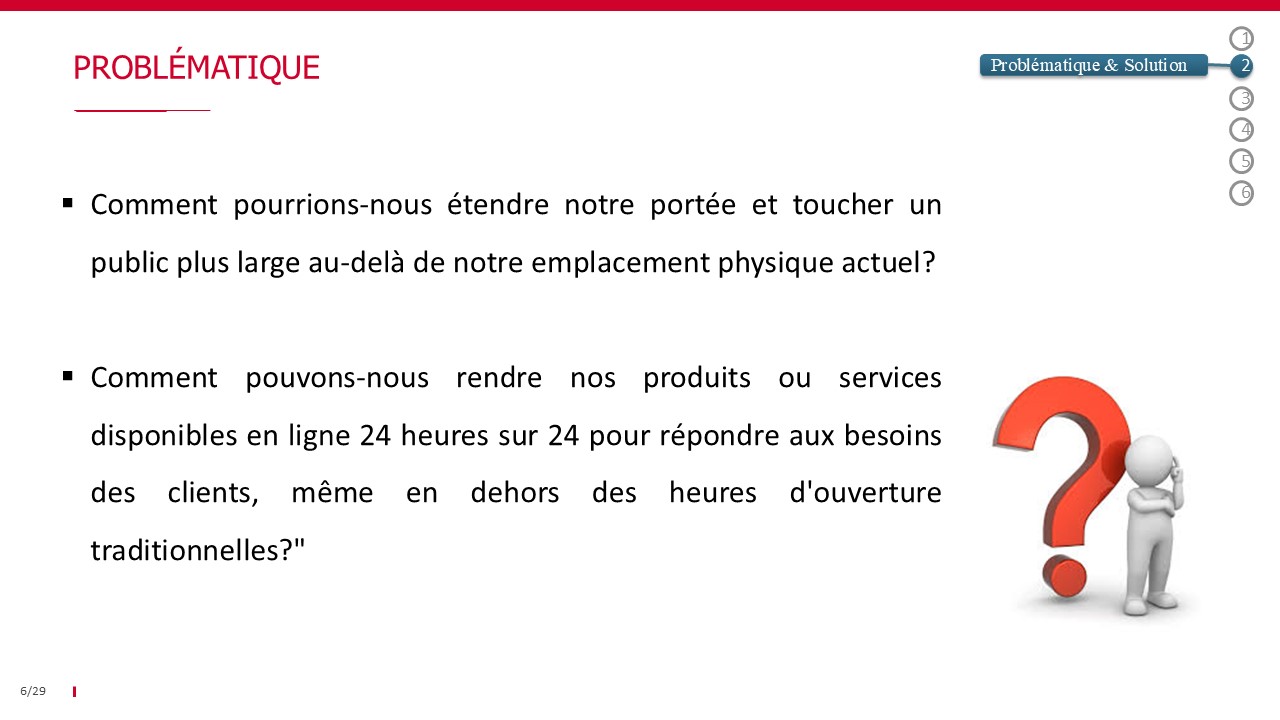 PROBLÉMATIQUE
1
Problématique & Solution
2
3
4
5
6
▪ Comment pourrions-nous étendre notre portée et toucher un
public plus large au-delà de notre emplacement physique actuel?
▪ Comment pouvons-nous rendre nos produits ou services
disponibles en ligne 24 heures sur 24 pour répondre aux besoins
des clients, même en dehors des heures d'ouverture
traditionnelles?"
6/29